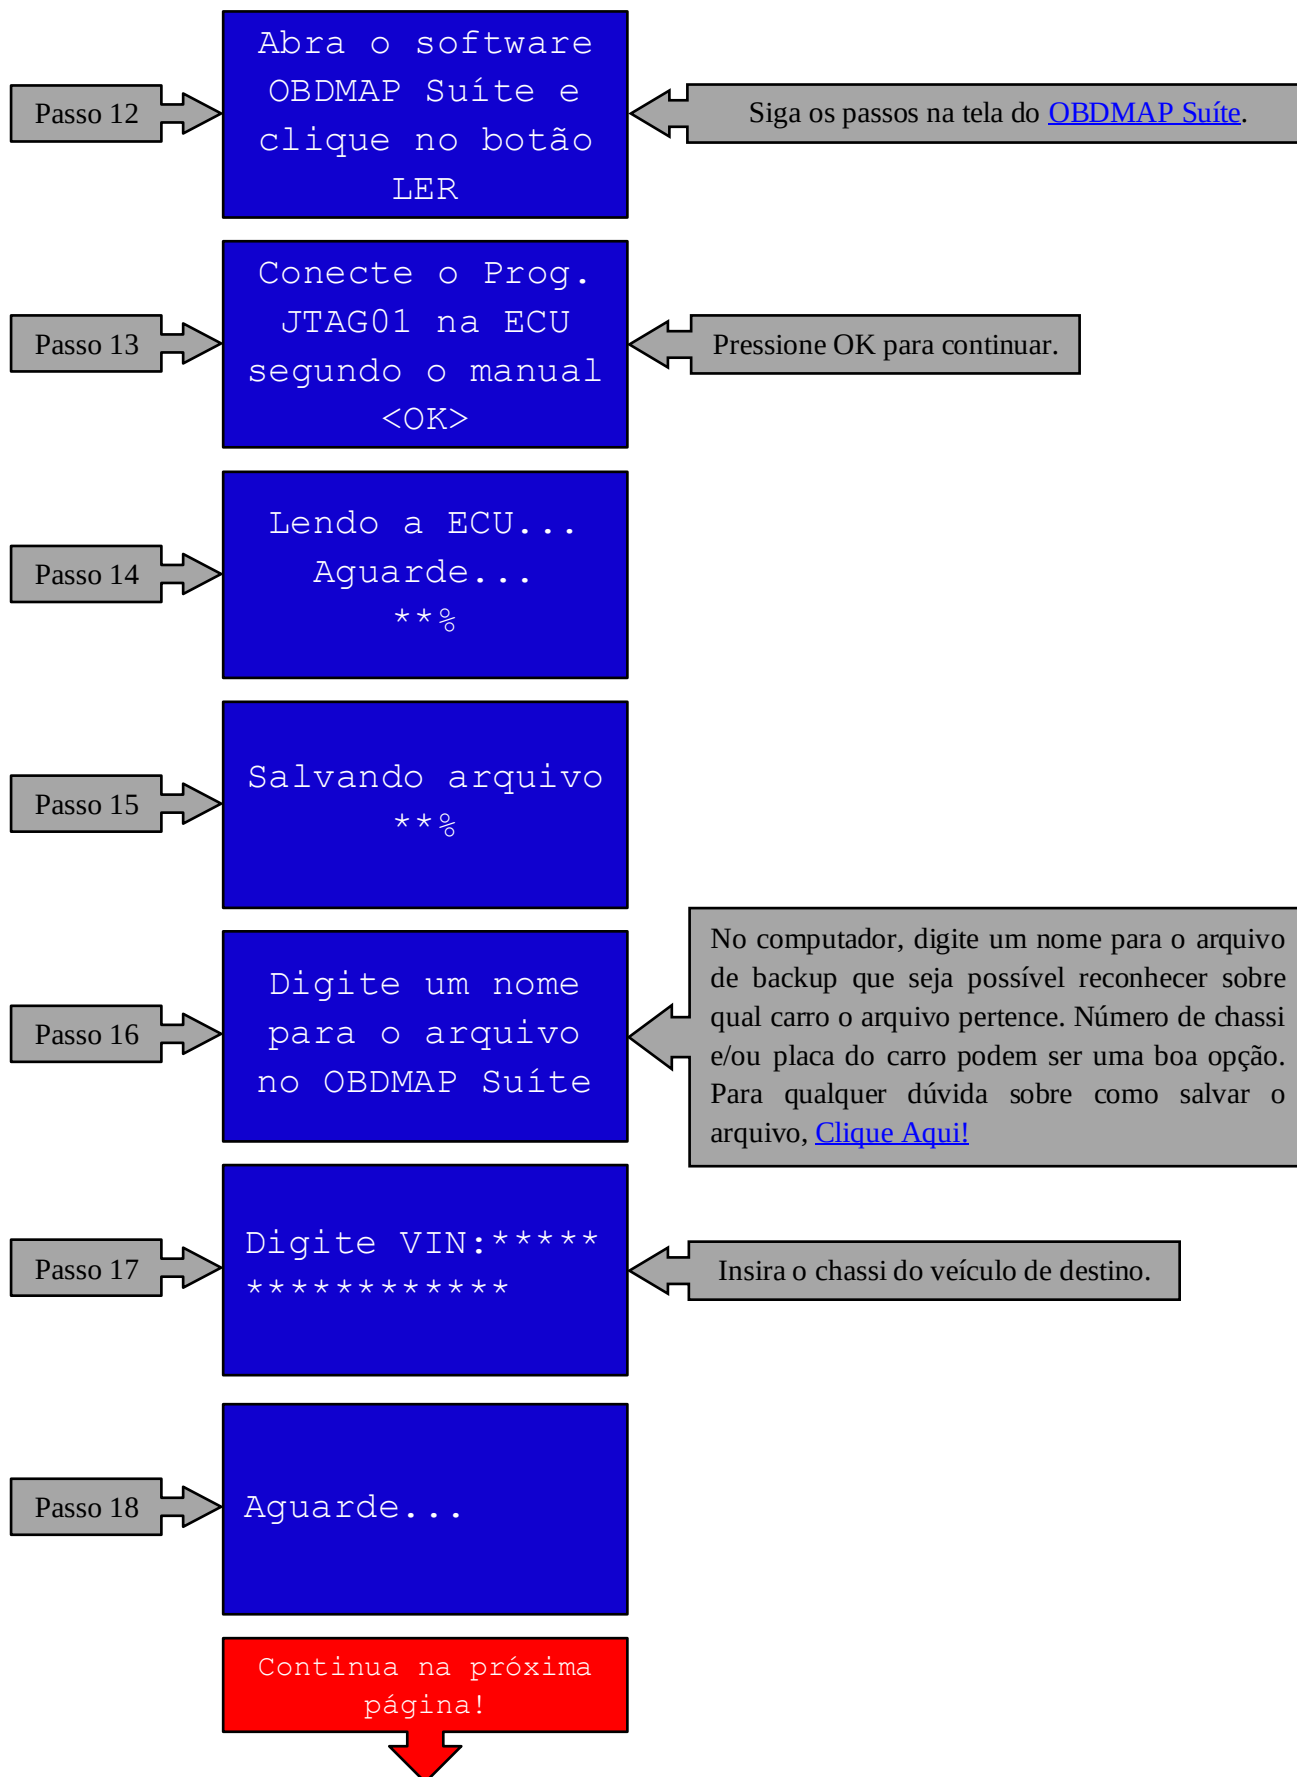 Passo 12
Abra o software
OBDMAP Suíte e
clique no botão
LER
Siga os passos na tela do OBDMAP Suíte.
Passo 13
Conecte o Prog.
JTAG01 na ECU
segundo o manual
<OK>
Pressione OK para continuar.
Passo 14
Lendo a ECU...
Aguarde...
**%
Passo 15
Salvando arquivo
**%
Passo 16
Digite um nome
para o arquivo
no OBDMAP Suíte
No computador, digite um nome para o arquivo
de backup que seja possível reconhecer sobre
qual carro o arquivo pertence. Número de chassi
e/ou placa do carro podem ser uma boa opção.
Para qualquer dúvida sobre como salvar o
arquivo, Clique Aqui!
Passo 17
Digite VIN:*****
************
Insira o chassi do veículo de destino.
Passo 18
Aguarde...
Continua na próxima
página!